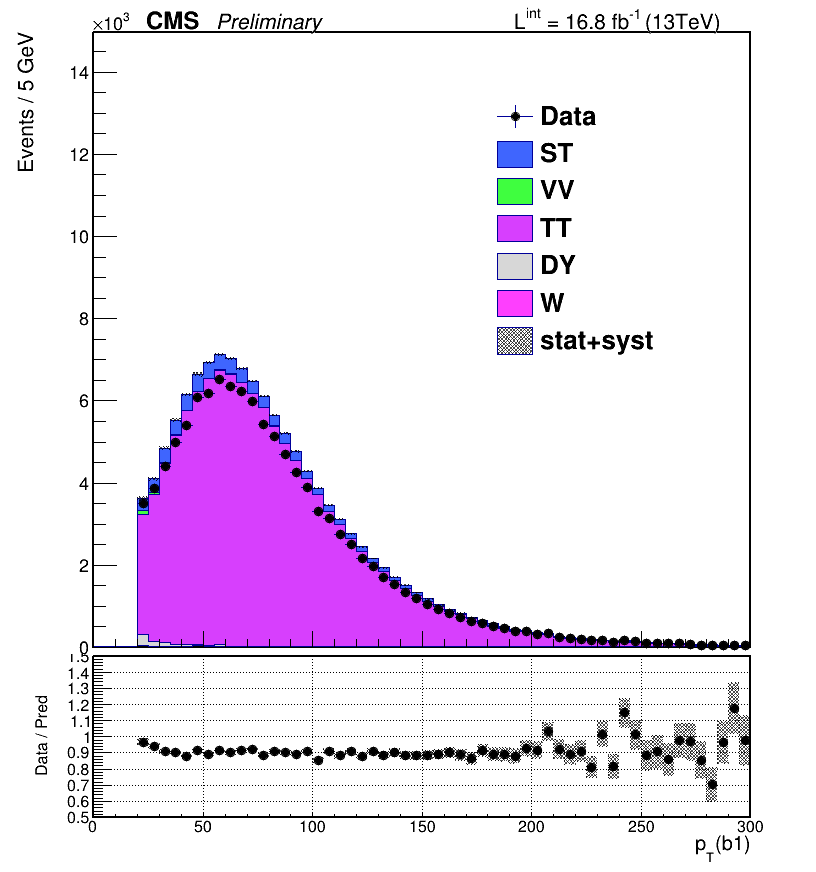 ×10³ CMS Preliminary L^int = 16.8 fb⁻¹ (13TeV)
Events / 5 GeV
14
12
10
8
6
4
2
0
Data
ST
VV
TT
DY
W
stat+syst
Data / Pred
1.5
1.4
1.3
1.2
1.1
1
0.9
0.8
0.7
0.6
0.5
0 50 100 150 200 250 300
p_T(b1)